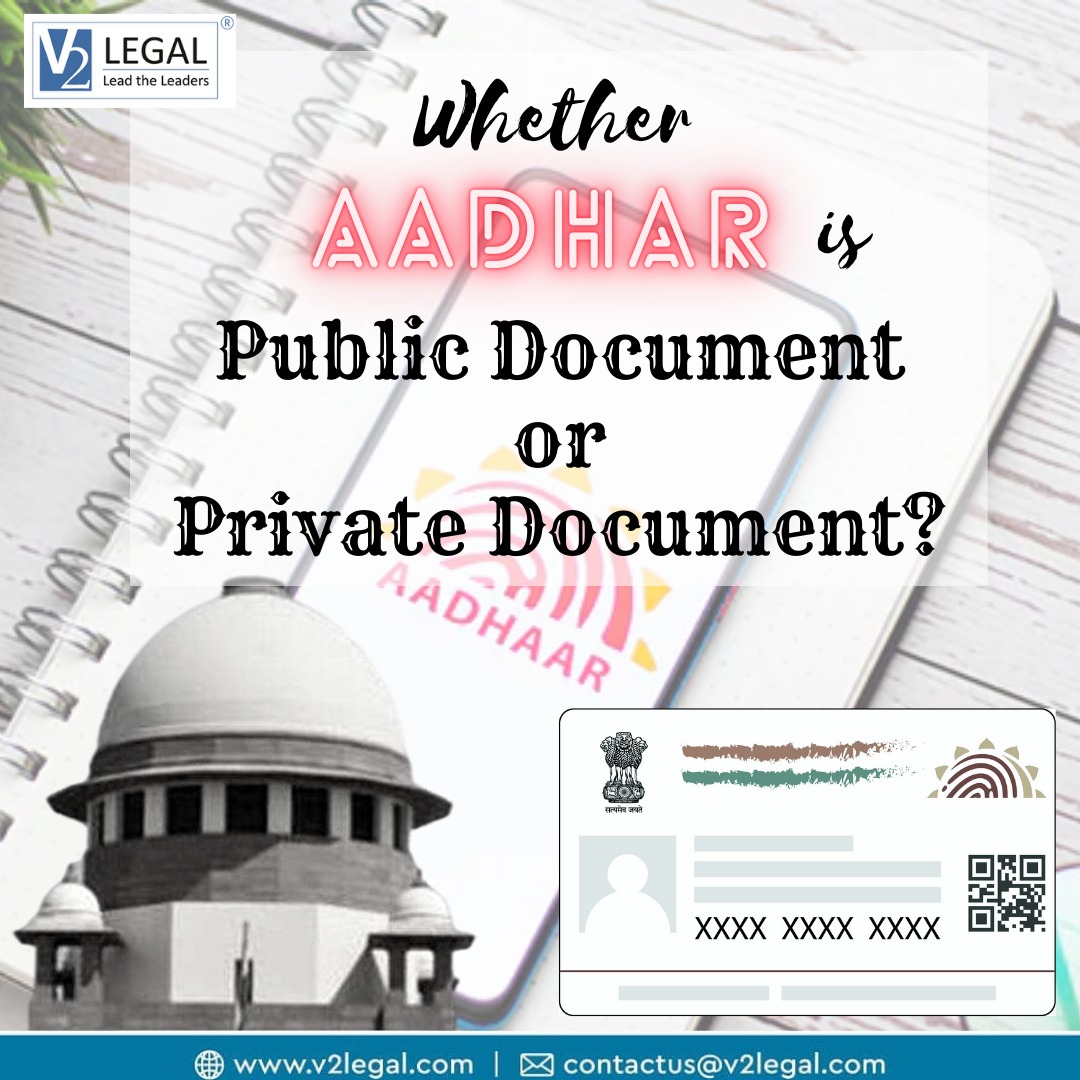 V2 LEGAL ®
Lead the Leaders
Whether
AADHAR is
Public Document
or
Private Document?
AADHAAR
सत्यमेव जयते
XXXX XXXX XXXX
www.v2legal.com | contactus@v2legal.com